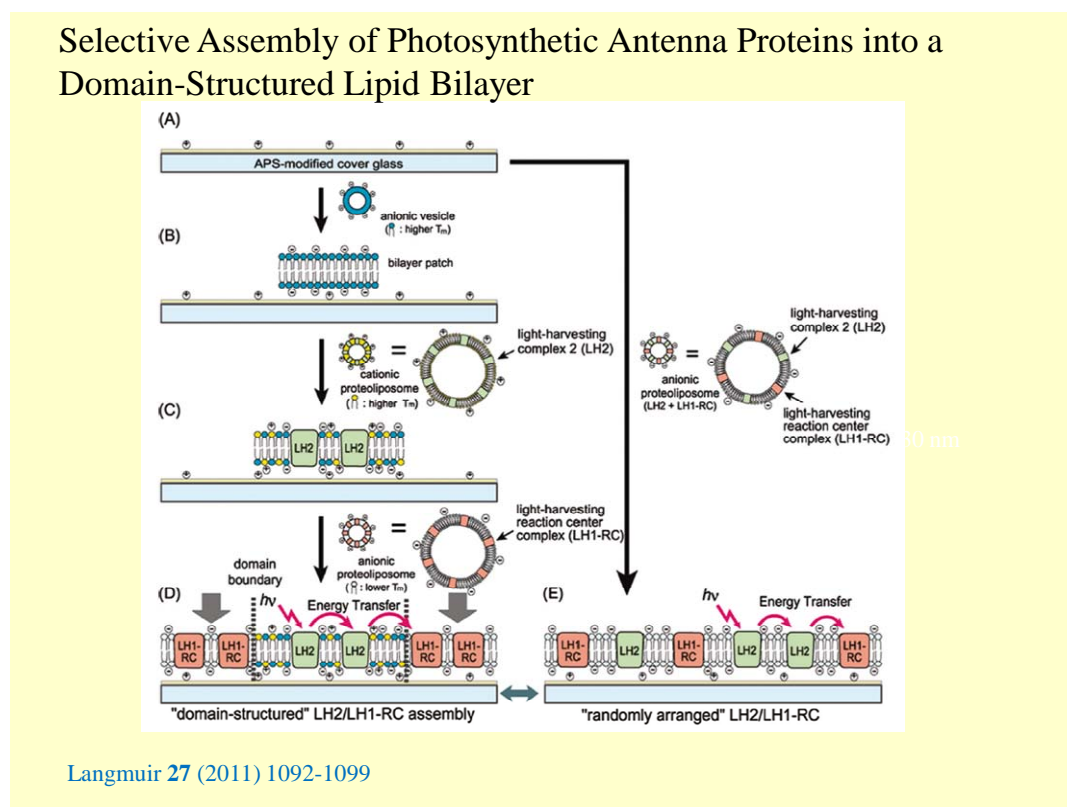 Selective Assembly of Photosynthetic Antenna Proteins into a
Domain-Structured Lipid Bilayer
(A)
APS-modified cover glass
anionic vesicle
( : higher Tm)
(B)
bilayer patch
light-harvesting
complex 2 (LH2)
cationic
proteoliposome
( : higher Tm)
=
light-harvesting
complex 2 (LH2)
anionic
proteoliposome
(LH2 + LH1-RC)
=
light-harvesting
reaction center
complex (LH1-RC)
nm
(C)
LH2
LH2
light-harvesting
reaction center
complex (LH1-RC)
anionic
proteoliposome
( : lower Tm)
=
domain
boundary
(D)
hν
Energy Transfer
LH1-
RC
LH1-
RC
LH2
LH2
LH1-
RC
LH1-
RC
"domain-structured" LH2/LH1-RC assembly
(E)
hν
Energy Transfer
LH1-
RC
LH2
LH1-
RC
LH2
LH2
LH1-
RC
"randomly arranged" LH2/LH1-RC
Langmuir 27 (2011) 1092-1099